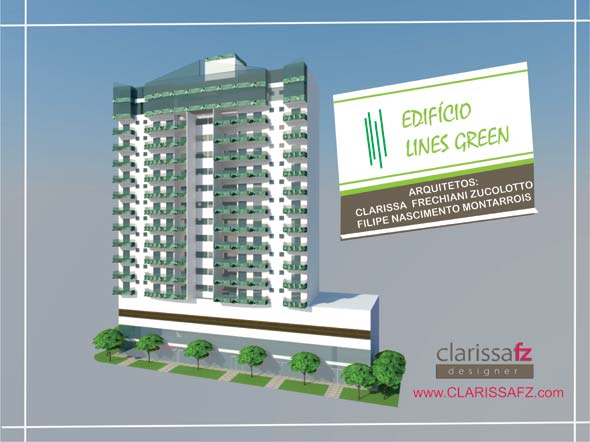 EDIFÍCIO
LINES GREEN
ARQUITETOS:
CLARISSA FRECHIANI ZUCOLOTTO
FILIPE NASCIMENTO MONTARROIS
clarissafz
designer
www.CLARISSAFZ.com